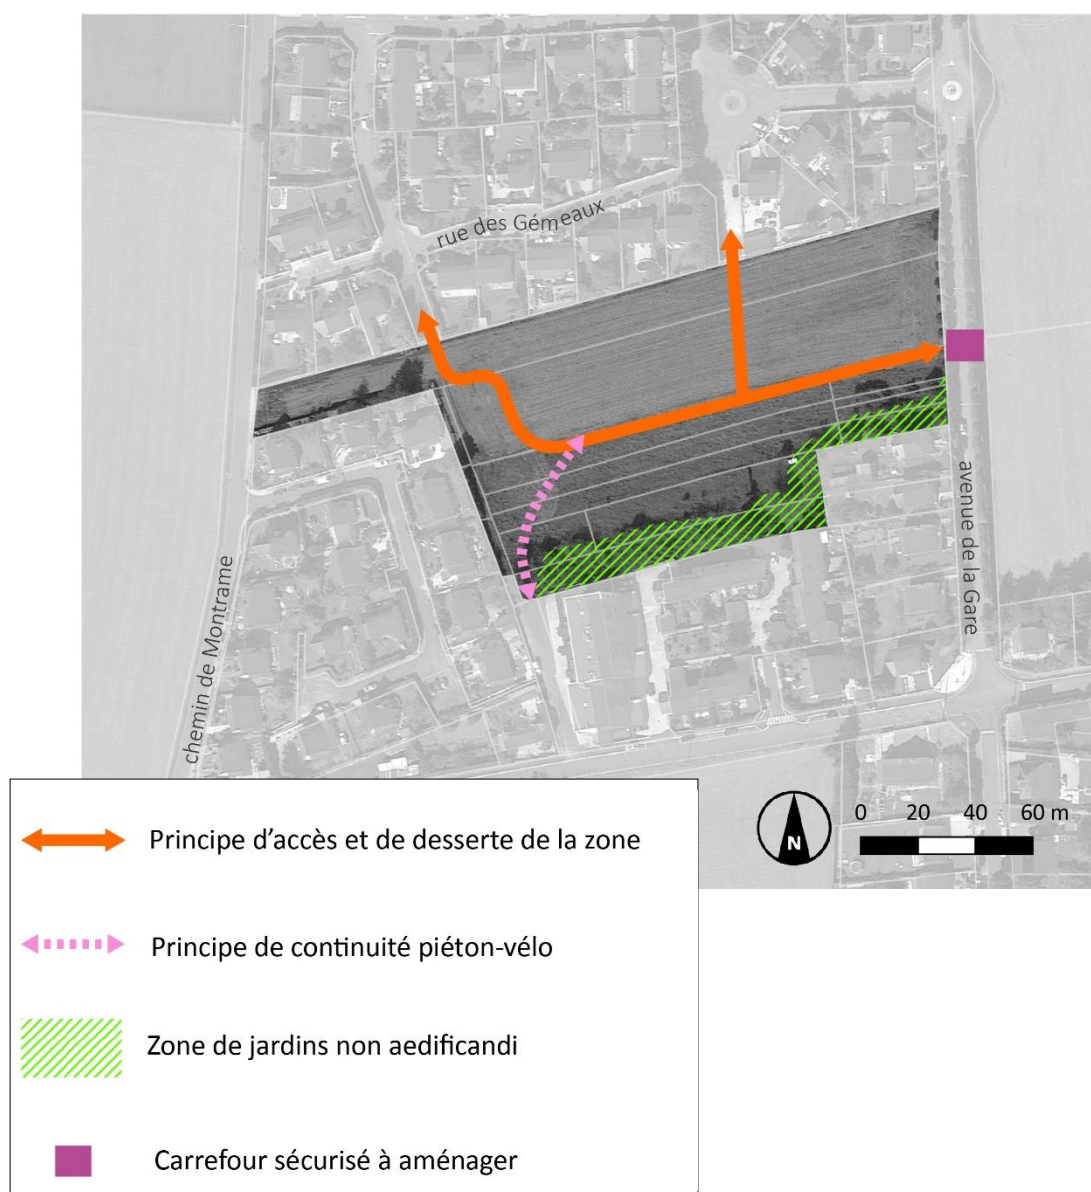 rue des Gémeaux
avenue de la Gare
chemin de Montrame
N
0 20 40 60 m
Principe d’accès et de desserte de la zone
Principe de continuité piéton-vélo
Zone de jardins non aedificandi
Carrefour sécurisé à aménager